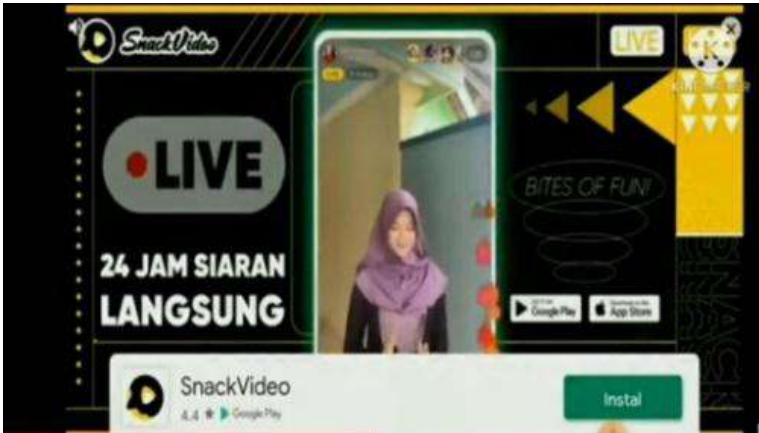 SnackVideo
LIVE
LIVE
BITES OF FUN!
24 JAM SIARAN
LANGSUNG
Google Play
App Store
SnackVideo
4.4 ★ Google Play
Instal